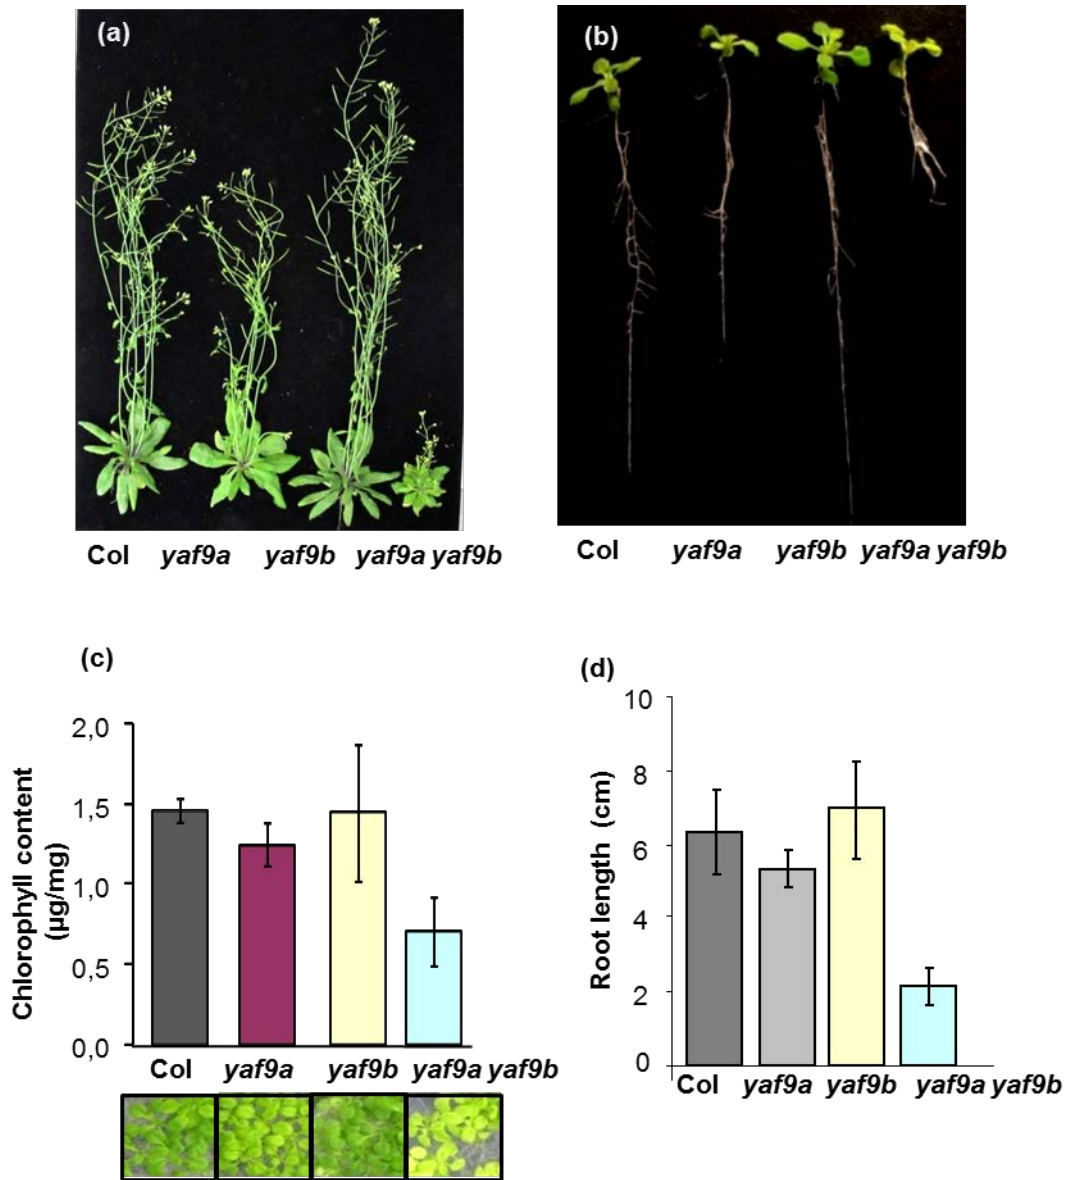 (a)
(b)
Col yaf9a yaf9b yaf9a yaf9b
Col yaf9a yaf9b yaf9a yaf9b
(c)
Chlorophyll content
(µg/mg)
2,0
1,5
1,0
0,5
0,0
Col yaf9a yaf9b yaf9a yaf9b
(d)
Root length (cm)
10
8
6
4
2
0
Col yaf9a yaf9b yaf9a yaf9b